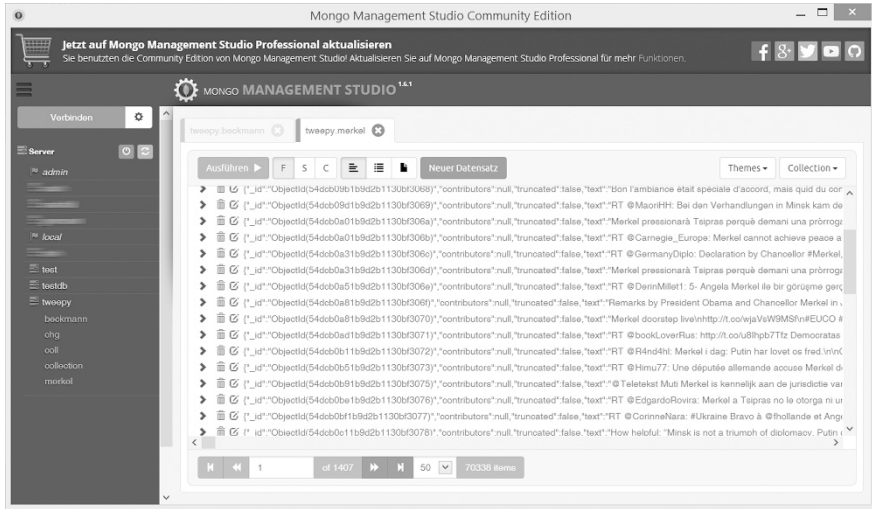 Mongo Management Studio Community Edition
Jetzt auf Mongo Management Studio Professional aktualisieren
Sie benutzten die Community Edition von Mongo Management Studio! Aktualisieren Sie auf Mongo Management Studio Professional für mehr Funktionen.
MONGO MANAGEMENT STUDIO 1.6.1
Verbinden
tweepy.beckmann
tweepy.merkel
Server
admin
local
test
testdb
tweepy
beckmann
chg
coll
collection
merkel
Ausführen
F S C
Neuer Datensatz
Themes
Collection
{"_id":"ObjectId(54dcb09b1b9d2b1130bf3068)","contributors":null,"truncated":false,"text":"Bon l'ambiance était spéciale d'accord, mais quid du
{"_id":"ObjectId(54dcb09d1b9d2b1130bf3069)","contributors":null,"truncated":false,"text":"RT @MaoriHH: Bei den Verhandlungen in Minsk kam de
{"_id":"ObjectId(54dcb0a01b9d2b1130bf306a)","contributors":null,"truncated":false,"text":"Merkel pressionarà Tsipras perquè demani una pròrroga
{"_id":"ObjectId(54dcb0a01b9d2b1130bf306b)","contributors":null,"truncated":false,"text":"RT @Carnegie_Europe: Merkel cannot achieve peace a
{"_id":"ObjectId(54dcb0a31b9d2b1130bf306c)","contributors":null,"truncated":false,"text":"RT @GermanyDiplo: Declaration by Chancellor #Merkel,
{"_id":"ObjectId(54dcb0a31b9d2b1130bf306d)","contributors":null,"truncated":false,"text":"Merkel pressionarà Tsipras perquè demani una pròrroga
{"_id":"ObjectId(54dcb0a51b9d2b1130bf306e)","contributors":null,"truncated":false,"text":"RT @DerinMillet1: 5- Angela Merkel ile bir görüşme
{"_id":"ObjectId(54dcb0a81b9d2b1130bf306f)","contributors":null,"truncated":false,"text":"Remarks by President Obama and Chancellor Merkel in
{"_id":"ObjectId(54dcb0a81b9d2b1130bf3070)","contributors":null,"truncated":false,"text":"Merkel doorstep live\nhttp://t.co/wjaVsW9MSf\n#EUCO #
{"_id":"ObjectId(54dcb0ad1b9d2b1130bf3071)","contributors":null,"truncated":false,"text":"RT @bookLoverRus: http://t.co/u8lhpb7Tfz Democratas
{"_id":"ObjectId(54dcb0b11b9d2b1130bf3072)","contributors":null,"truncated":false,"text":"RT @R4nd4hl: Merkel i dag: Putin har lovet os fred.
{"_id":"ObjectId(54dcb0b51b9d2b1130bf3073)","contributors":null,"truncated":false,"text":"RT @Himu77: Une députée allemande accuse Merkel
{"_id":"ObjectId(54dcb0b91b9d2b1130bf3075)","contributors":null,"truncated":false,"text":"@Teletekst Muti Merkel is kennelijk aan de jurisdictie
{"_id":"ObjectId(54dcb0be1b9d2b1130bf3076)","contributors":null,"truncated":false,"text":"RT @EdgardoRovira: Merkel a Tsipras no le otorga ni
{"_id":"ObjectId(54dcb0bf1b9d2b1130bf3077)","contributors":null,"truncated":false,"text":"RT @CorinneNara: #Ukraine Bravo à @fhollande et
{"_id":"ObjectId(54dcb0c11b9d2b1130bf3078)","contributors":null,"truncated":false,"text":"How helpful: "Minsk is not a triumph of diplomacy. Putin
1 of 1407 50 70338 items